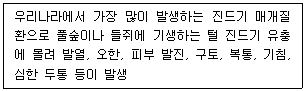 우리나라에서 가장 많이 발생하는 진드기 매개질
환으로 풀숲이나 들쥐에 기생하는 털 진드기 유충
에 물려 발열, 오한, 피부 발진, 구토, 복통, 기침,
심한 두통 등이 발생